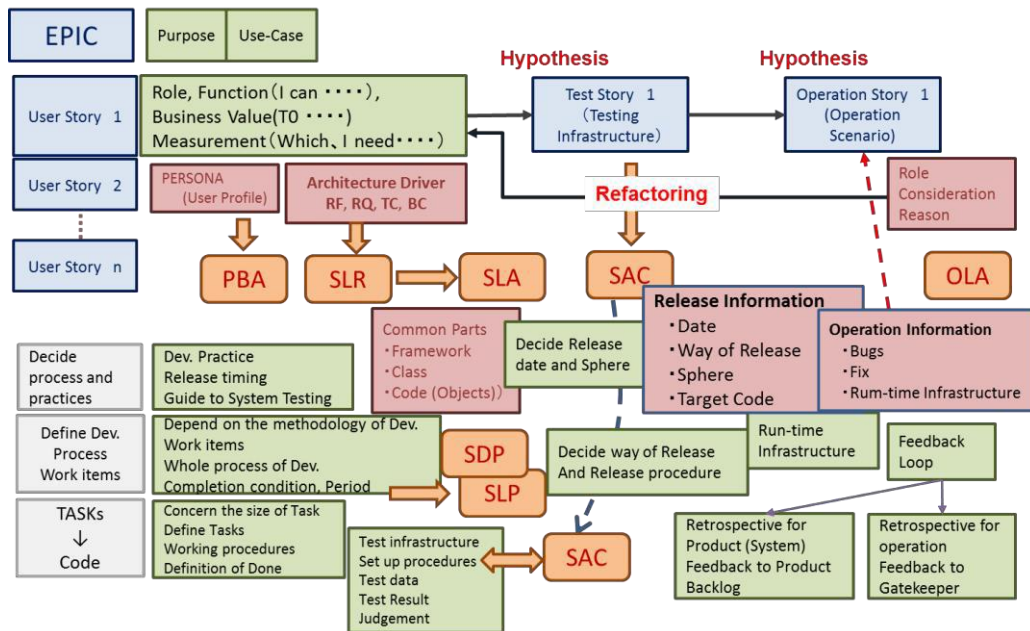 EPIC
Purpose
Use-Case
Hypothesis
Hypothesis
User Story 1
Role, Function(I can ・・・・),
Business Value(T0 ・・・・)
Measurement(Which、I need・・・・)
Test Story 1
(Testing
Infrastructure)
Operation Story 1
(Operation
Scenario)
User Story 2
PERSONA
(User Profile)
Architecture Driver
RF, RQ, TC, BC
Refactoring
Role
Consideration
Reason
User Story n
PBA
SLR
SLA
SAC
OLA
Common Parts
・Framework
・Class
・Code (Objects))
Decide Release
date and Sphere
Release Information
・Date
・Way of Release
・Sphere
・Target Code
Operation Information
・Bugs
・Fix
・Rum-time Infrastructure
Decide
process and
practices
Dev. Practice
Release timing
Guide to System Testing
Define Dev.
Process
Work items
Depend on the methodology of Dev.
Work items
Whole process of Dev.
Completion condition, Period
SDP
SLP
Decide way of Release
And Release procedure
Run-time
Infrastructure
Feedback
Loop
TASKs
↓
Code
Concern the size of Task
Define Tasks
Working procedures
Definition of Done
Test infrastructure
Set up procedures
Test data
Test Result
Judgement
SAC
Retrospective for
Product (System)
Feedback to Product
Backlog
Retrospective for
operation
Feedback to
Gatekeeper